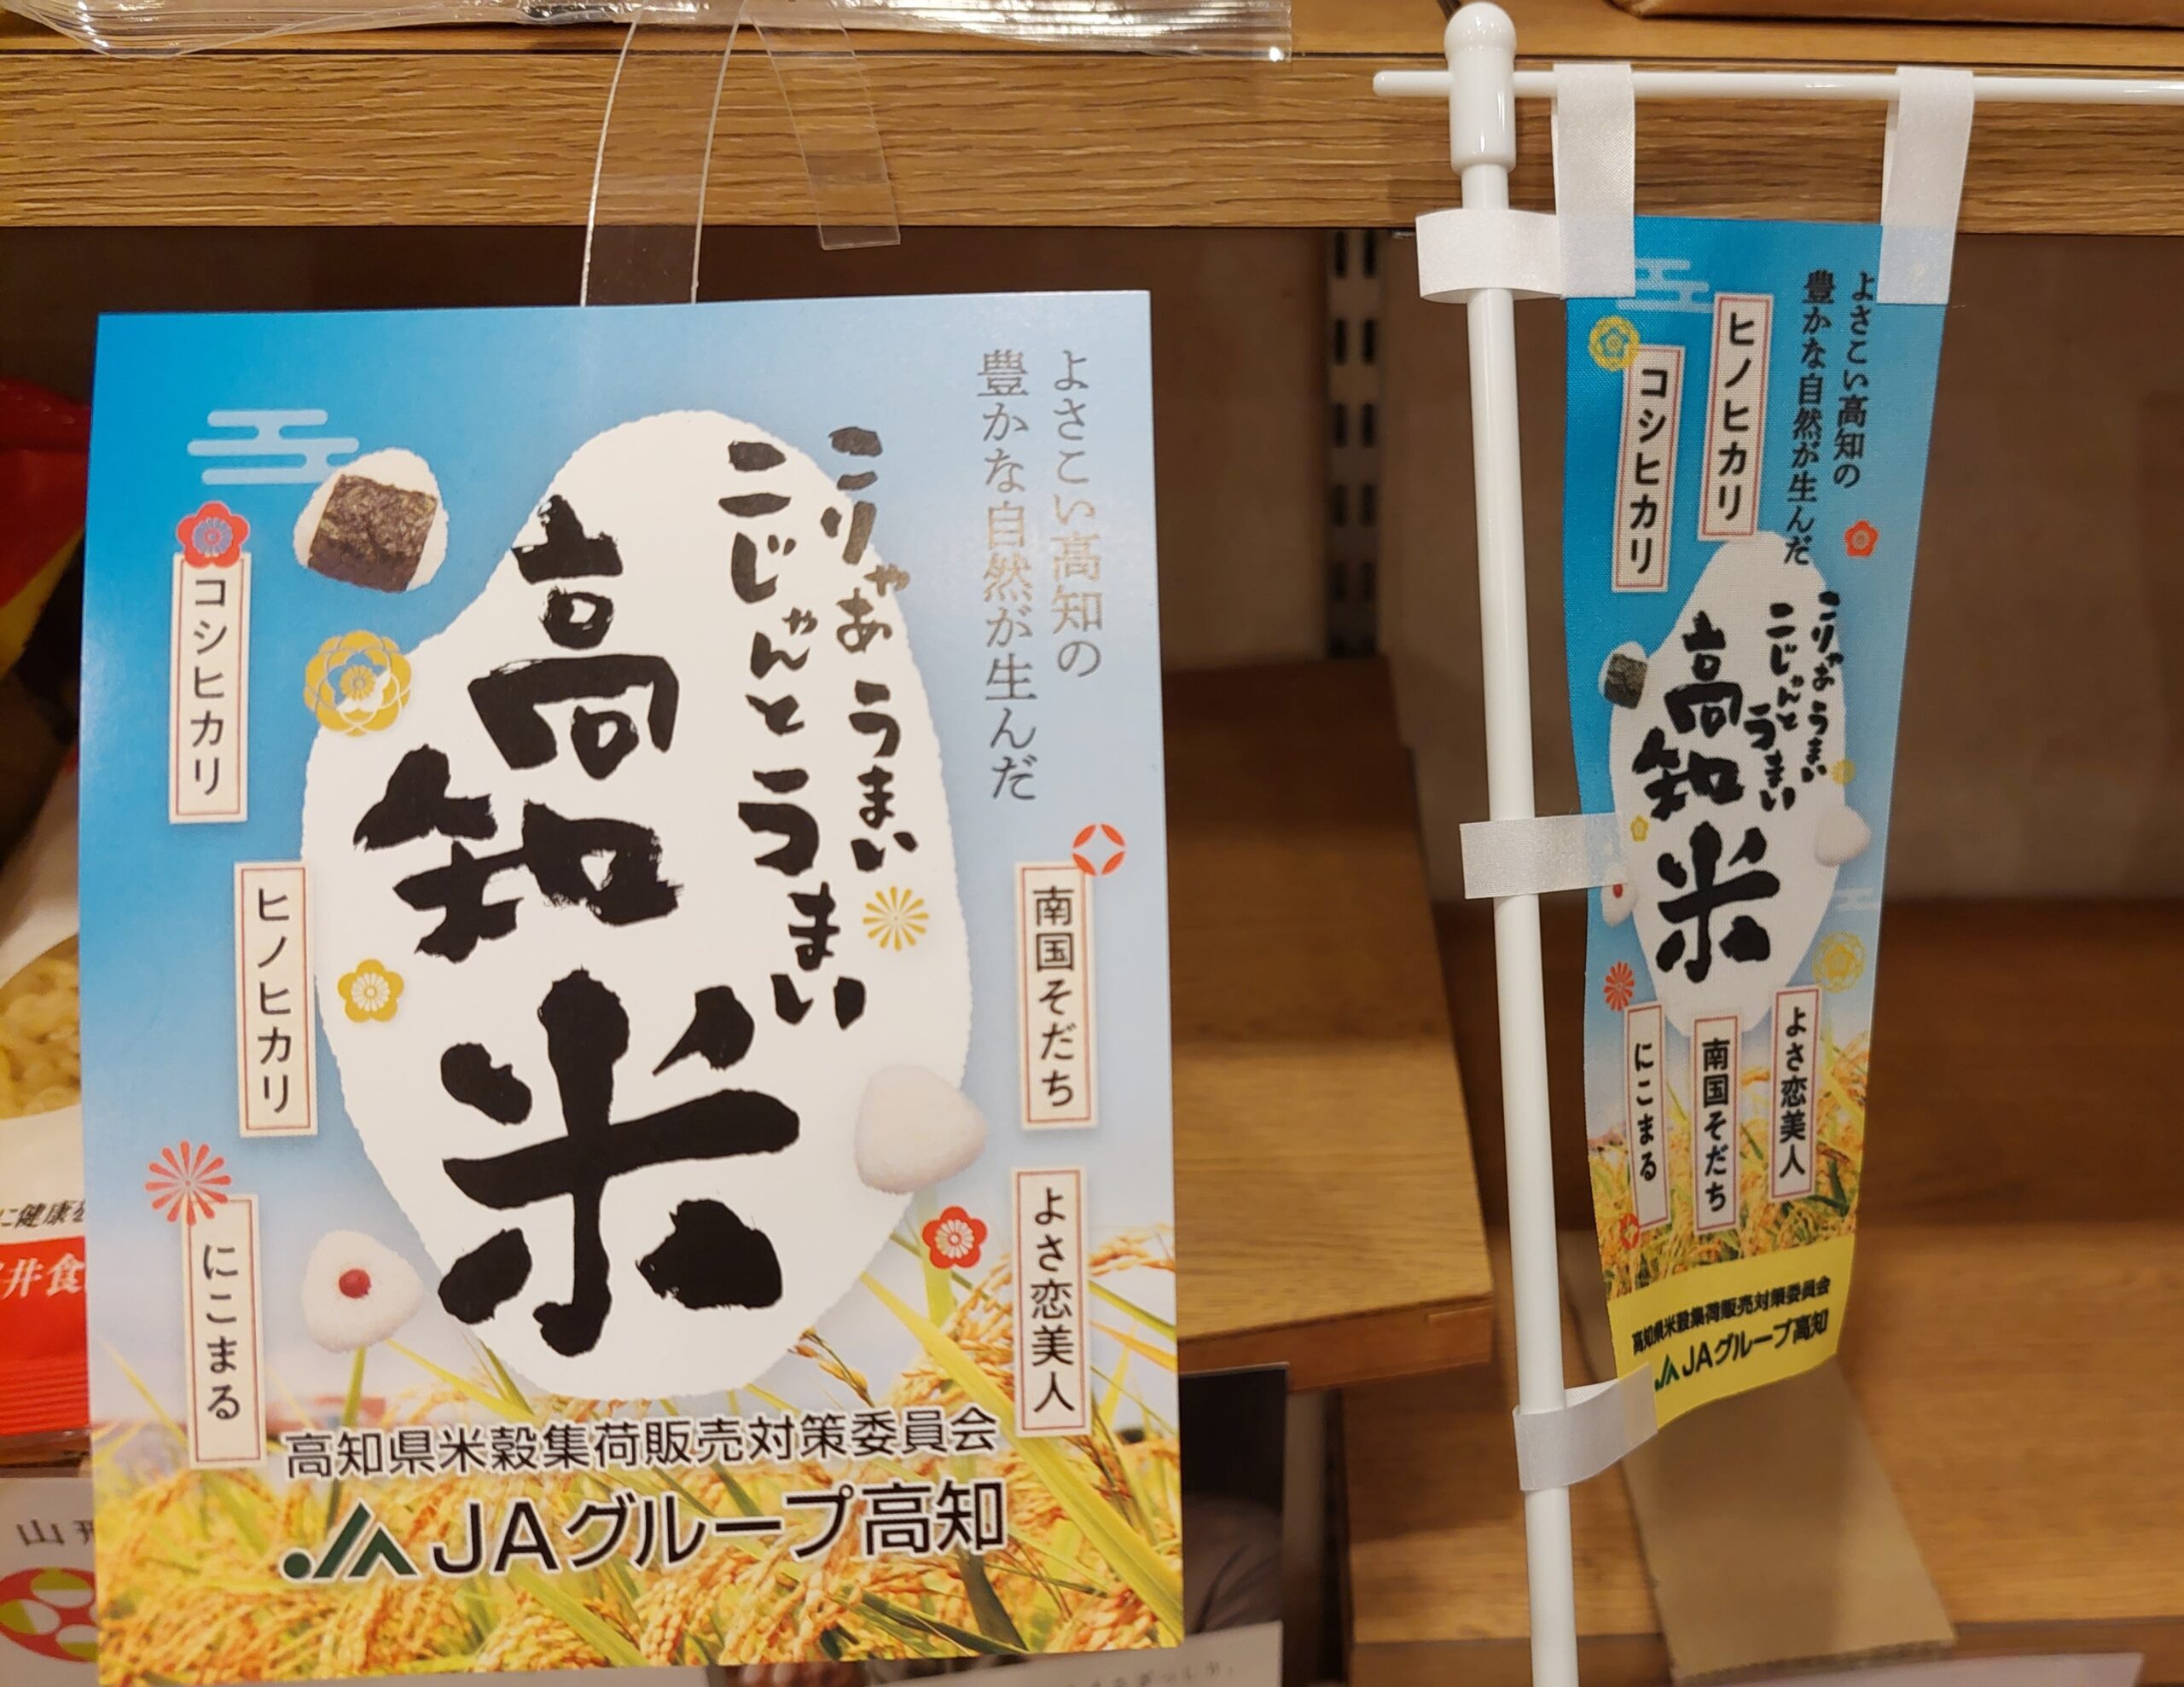 よさこい高知の
豊かな自然が生んだ
こりゃあ うまい
こじゃんと うまい
高知米
コシヒカリ
ヒノヒカリ
にこまる
南国そだち
よさ恋美人
高知県米穀集荷販売対策委員会
JAグループ高知
よさこい高知の
豊かな自然が生んだ
ヒノヒカリ
コシヒカリ
こりゃあ うまい
こじゃんと うまい
高知米
よさ恋美人
南国そだち
にこまる
高知県米穀集荷販売対策委員会
JAグループ高知
に健康を
井食
山形